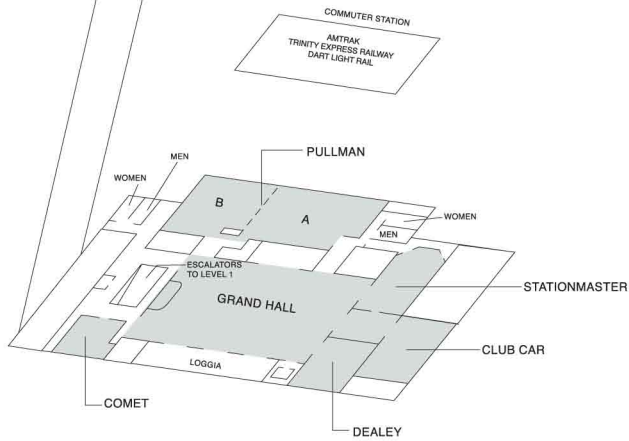 COMMUTER STATION
AMTRAK
TRINITY EXPRESS RAILWAY
DART LIGHT RAIL
PULLMAN
MEN
WOMEN
B
A
WOMEN
MEN
ESCALATORS
TO LEVEL 1
GRAND HALL
STATIONMASTER
CLUB CAR
LOGGIA
COMET
DEALEY